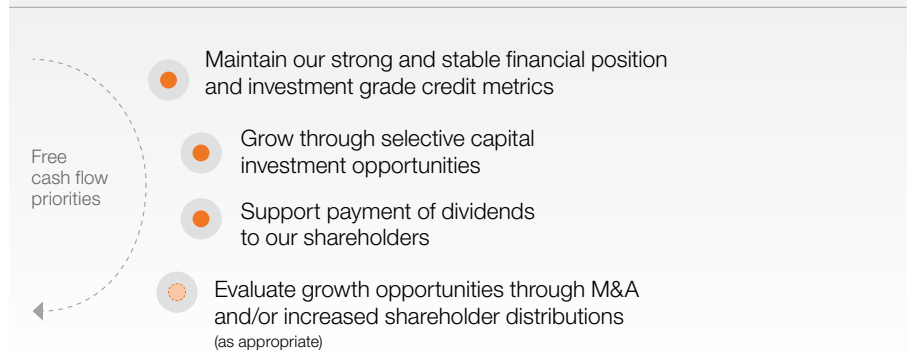 Maintain our strong and stable financial position
and investment grade credit metrics
Grow through selective capital
investment opportunities
Free
cash flow
priorities
Support payment of dividends
to our shareholders
Evaluate growth opportunities through M&A
and/or increased shareholder distributions
(as appropriate)